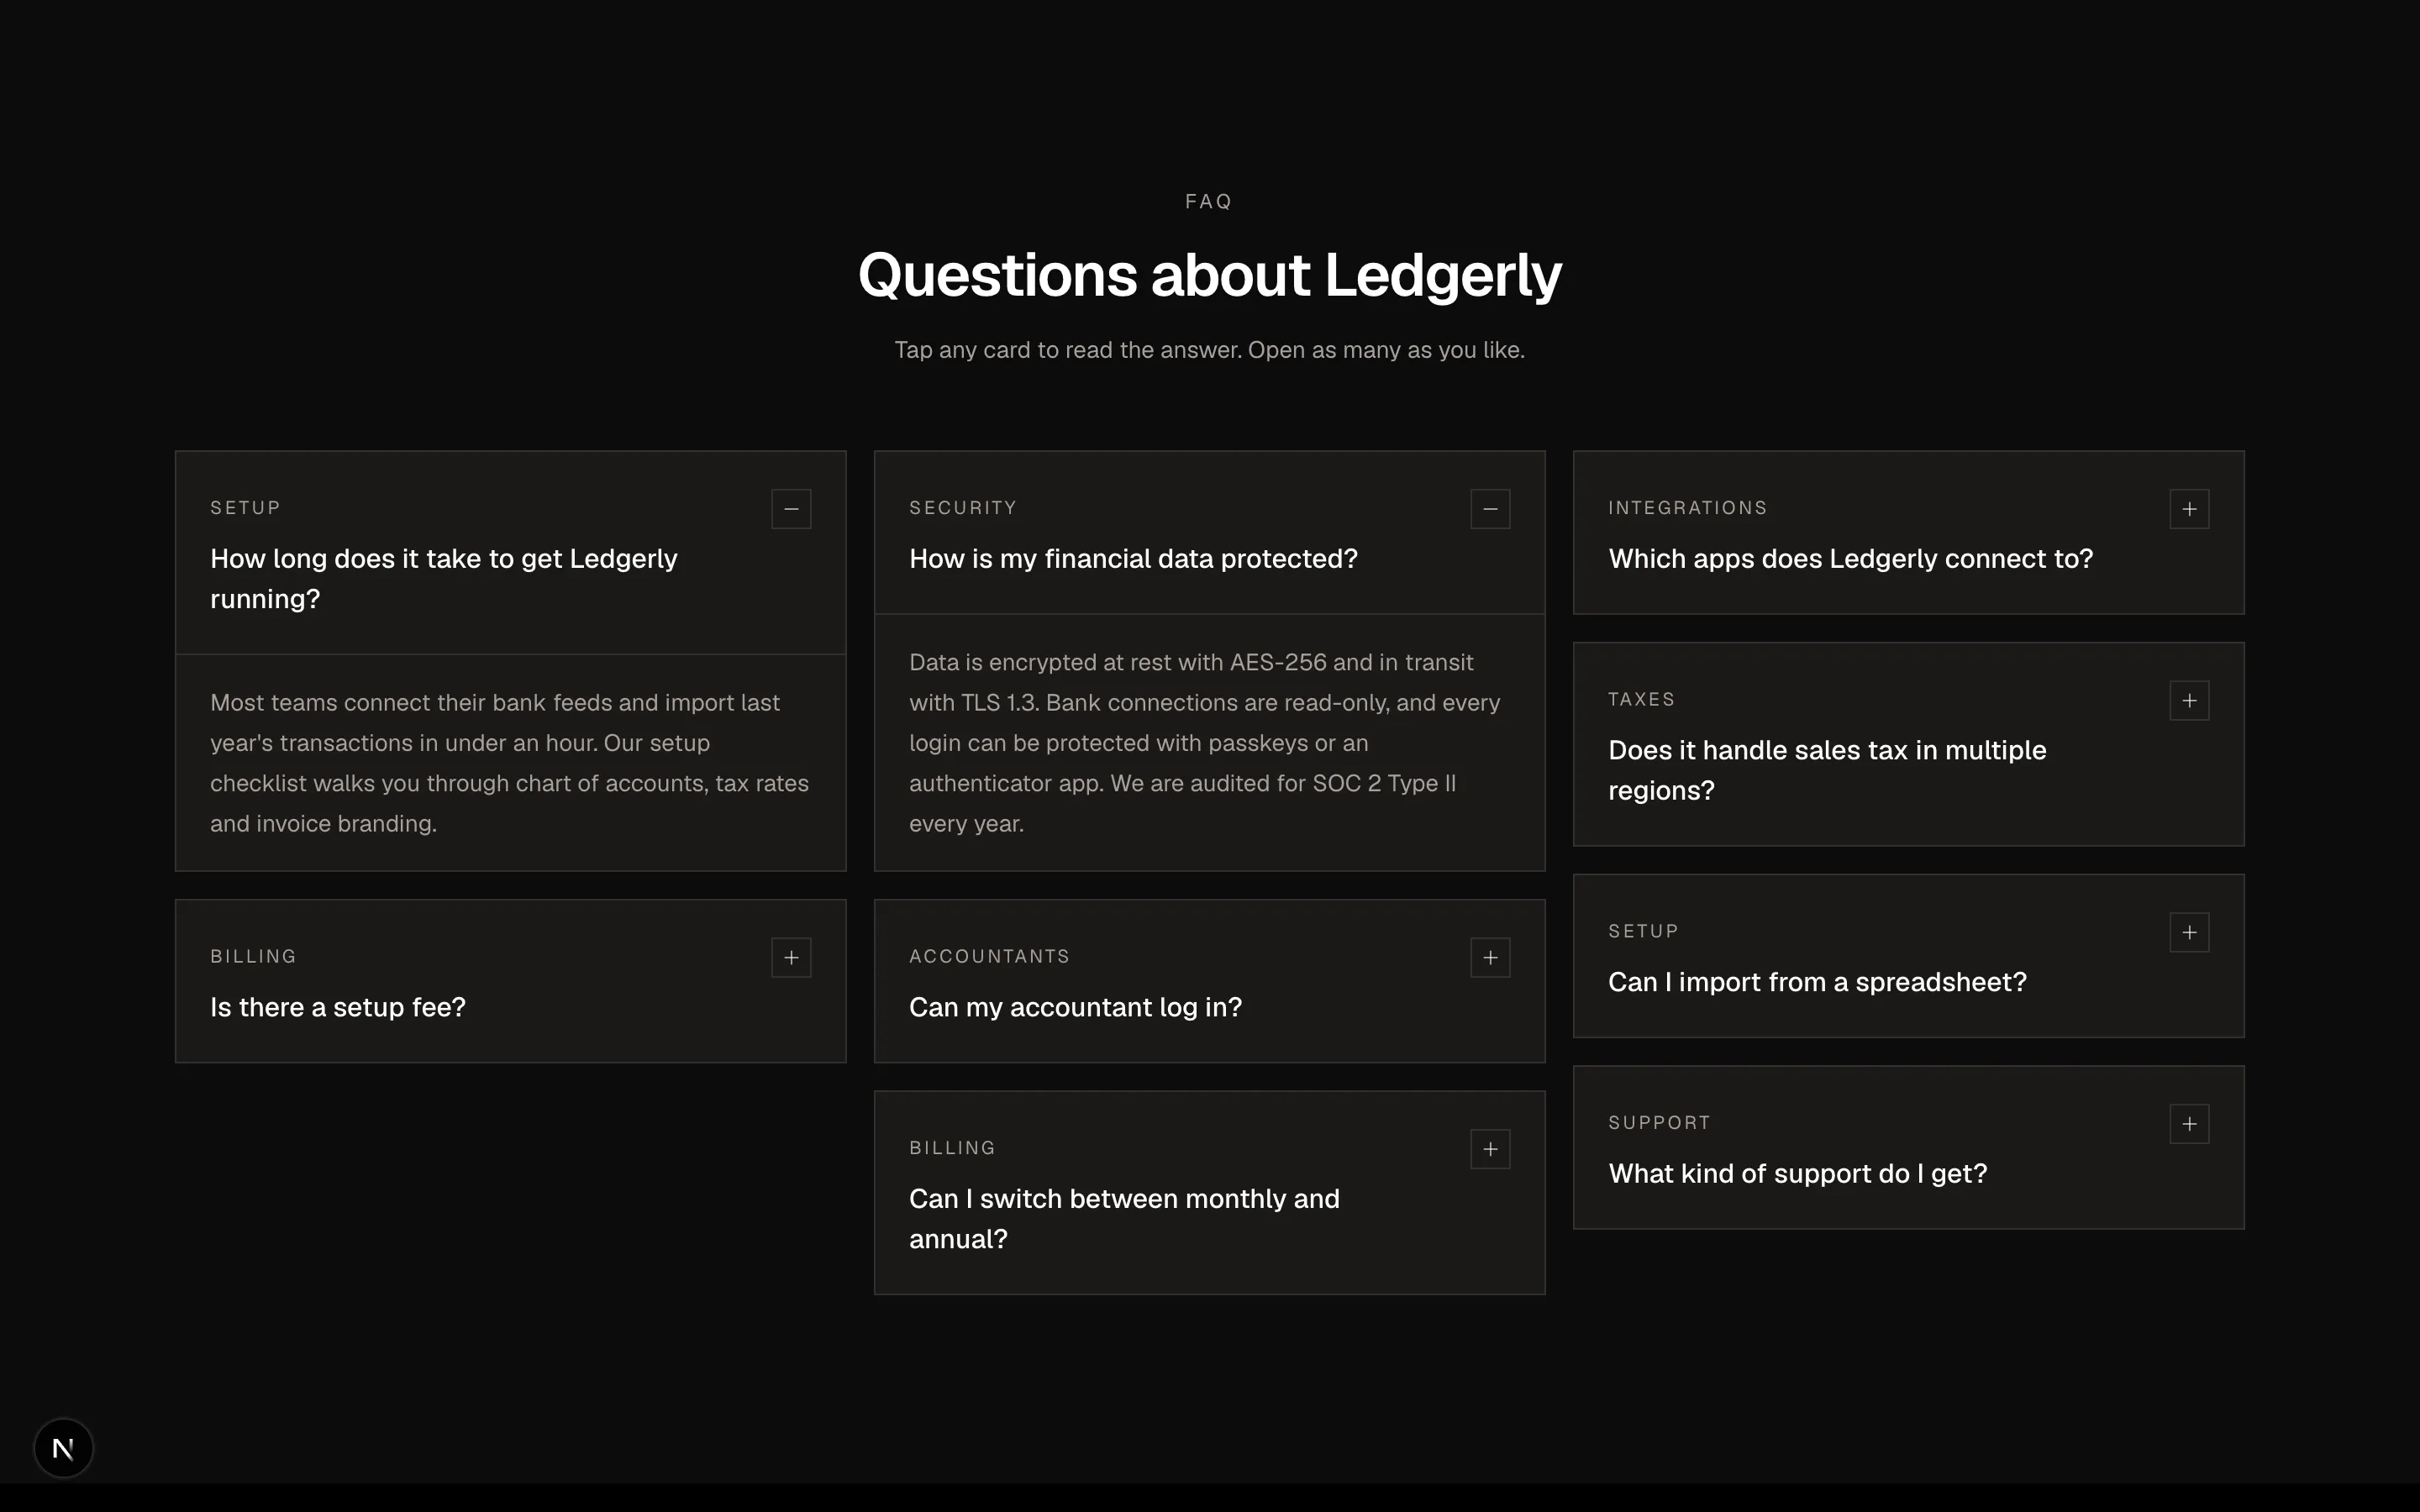 FAQ
Questions about Ledgerly
Tap any card to read the answer. Open as many as you like.
SETUP
How long does it take to get Ledgerly
running?
Most teams connect their bank feeds and import last
year's transactions in under an hour. Our setup
checklist walks you through chart of accounts, tax rates
and invoice branding.
BILLING
Is there a setup fee?
SECURITY
How is my financial data protected?
Data is encrypted at rest with AES-256 and in transit
with TLS 1.3. Bank connections are read-only, and every
login can be protected with passkeys or an
authenticator app. We are audited for SOC 2 Type II
every year.
ACCOUNTANTS
Can my accountant log in?
BILLING
Can I switch between monthly and
annual?
INTEGRATIONS
Which apps does Ledgerly connect to?
TAXES
Does it handle sales tax in multiple
regions?
SETUP
Can I import from a spreadsheet?
SUPPORT
What kind of support do I get?
N